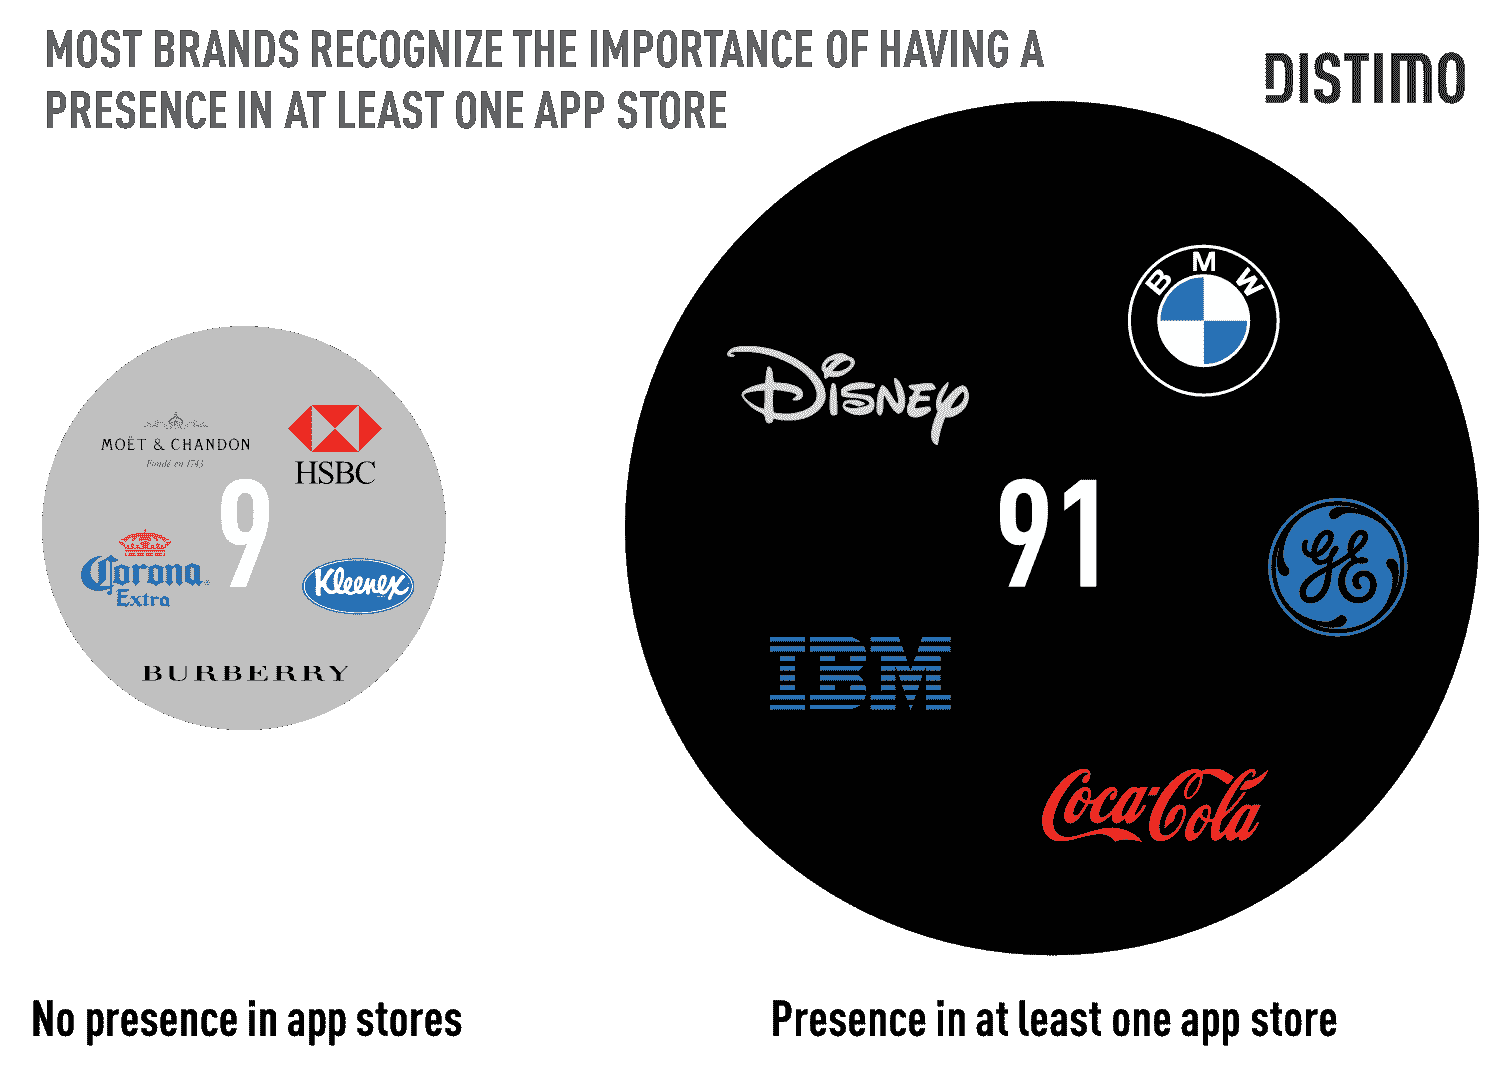 MOST BRANDS RECOGNIZE THE IMPORTANCE OF HAVING A
PRESENCE IN AT LEAST ONE APP STORE
DISTIMO
MOËT & CHANDON
Fondé en 1743
HSBC
9
Corona
Extra
Kleenex
BURBERRY
BMW
Disney
91
GE
IBM
Coca-Cola
No presence in app stores
Presence in at least one app store